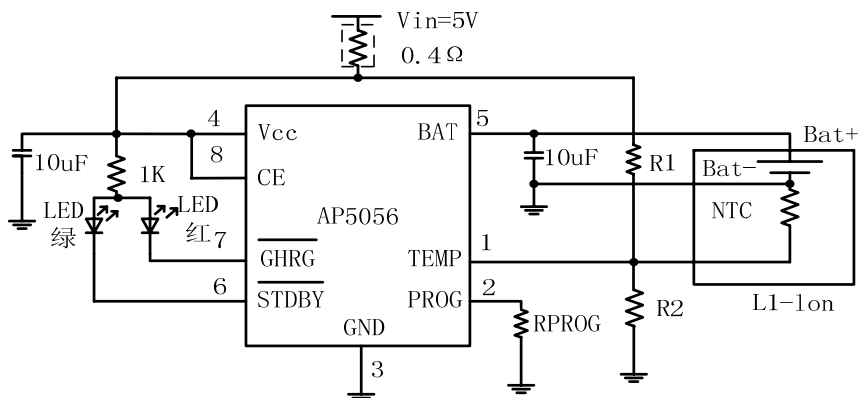 Vin=5V
0.4Ω
4
Vcc
BAT
5
Bat+
10uF
1K
8
CE
10uF
R1
Bat-
LED
绿
LED
红
AP5056
NTC
7
GHRG
TEMP
1
6
STDBY
PROG
2
GND
RPROG
R2
L1-lon
3